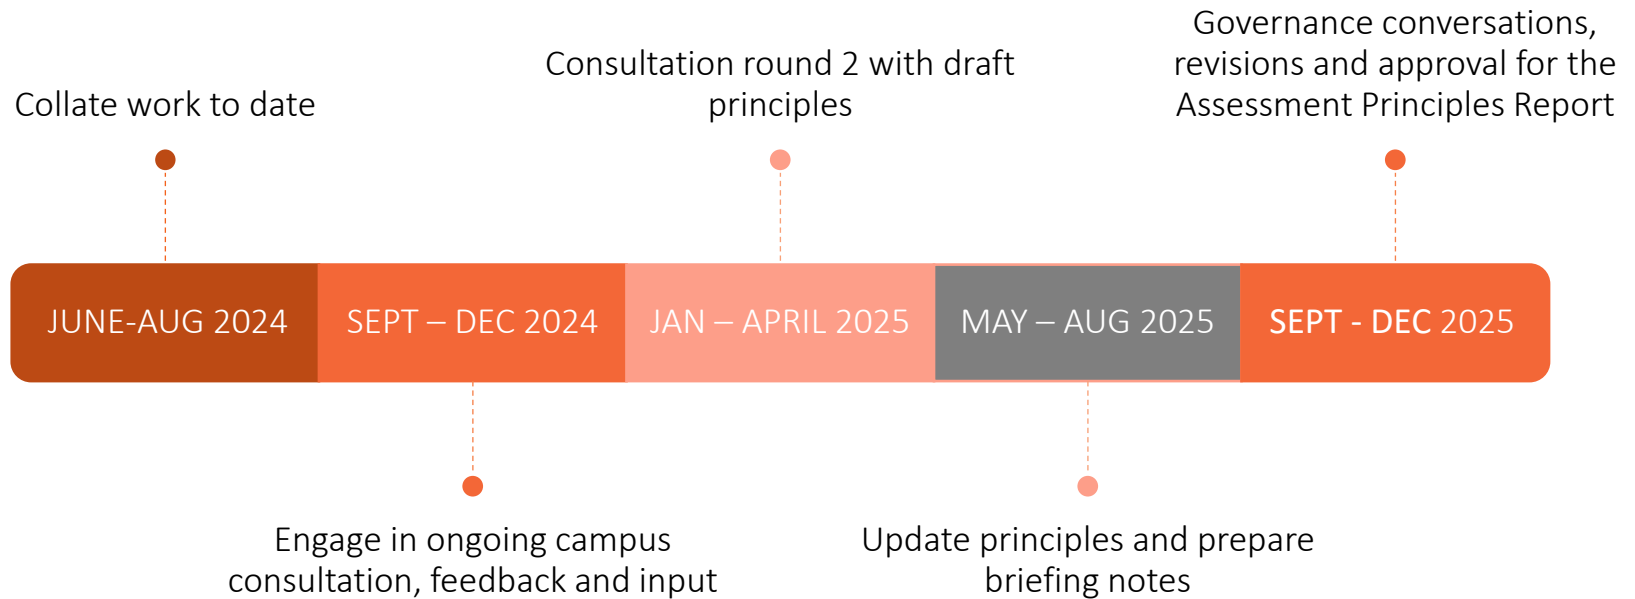 Governance conversations,
revisions and approval for the
Assessment Principles Report
Consultation round 2 with draft
principles
Collate work to date
JUNE-AUG 2024
SEPT – DEC 2024
JAN – APRIL 2025
MAY – AUG 2025
SEPT - DEC 2025
Engage in ongoing campus
consultation, feedback and input
Update principles and prepare
briefing notes